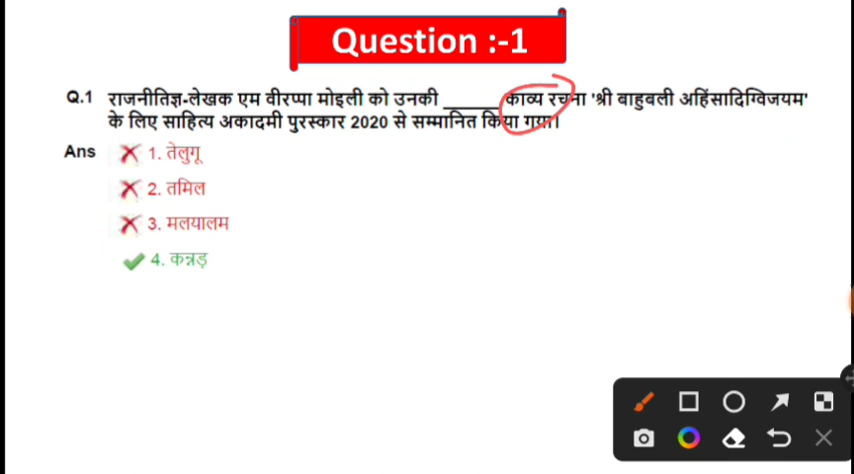 Question :-1
Q.1 राजनीतिज्ञ-लेखक एम वीरप्पा मोइली को उनकी ______ काव्य रचना 'श्री बाहुबली अहिंसादिग्विजयम'
के लिए साहित्य अकादमी पुरस्कार 2020 से सम्मानित किया गया।
Ans 1. तेलुगू
2. तमिल
3. मलयालम
4. कन्नड़